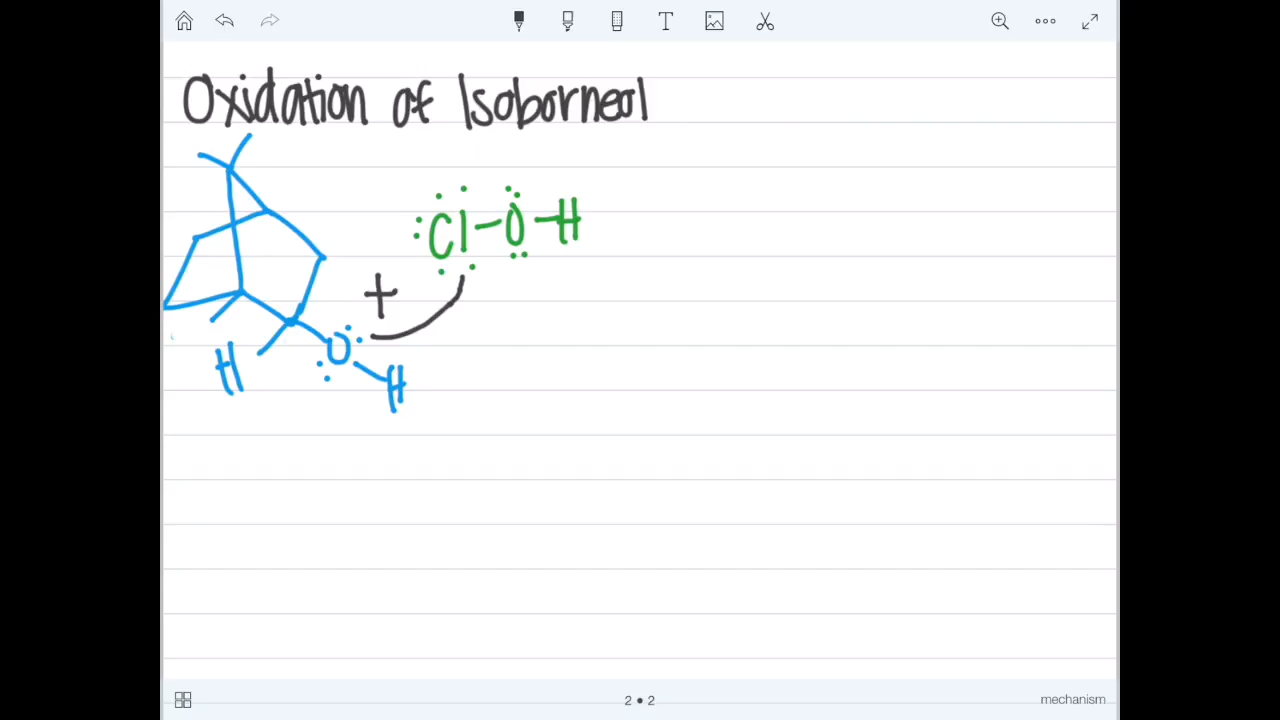 Oxidation of Isoborneol
Cl-O-H
+
H
O
H
T
2 • 2
mechanism